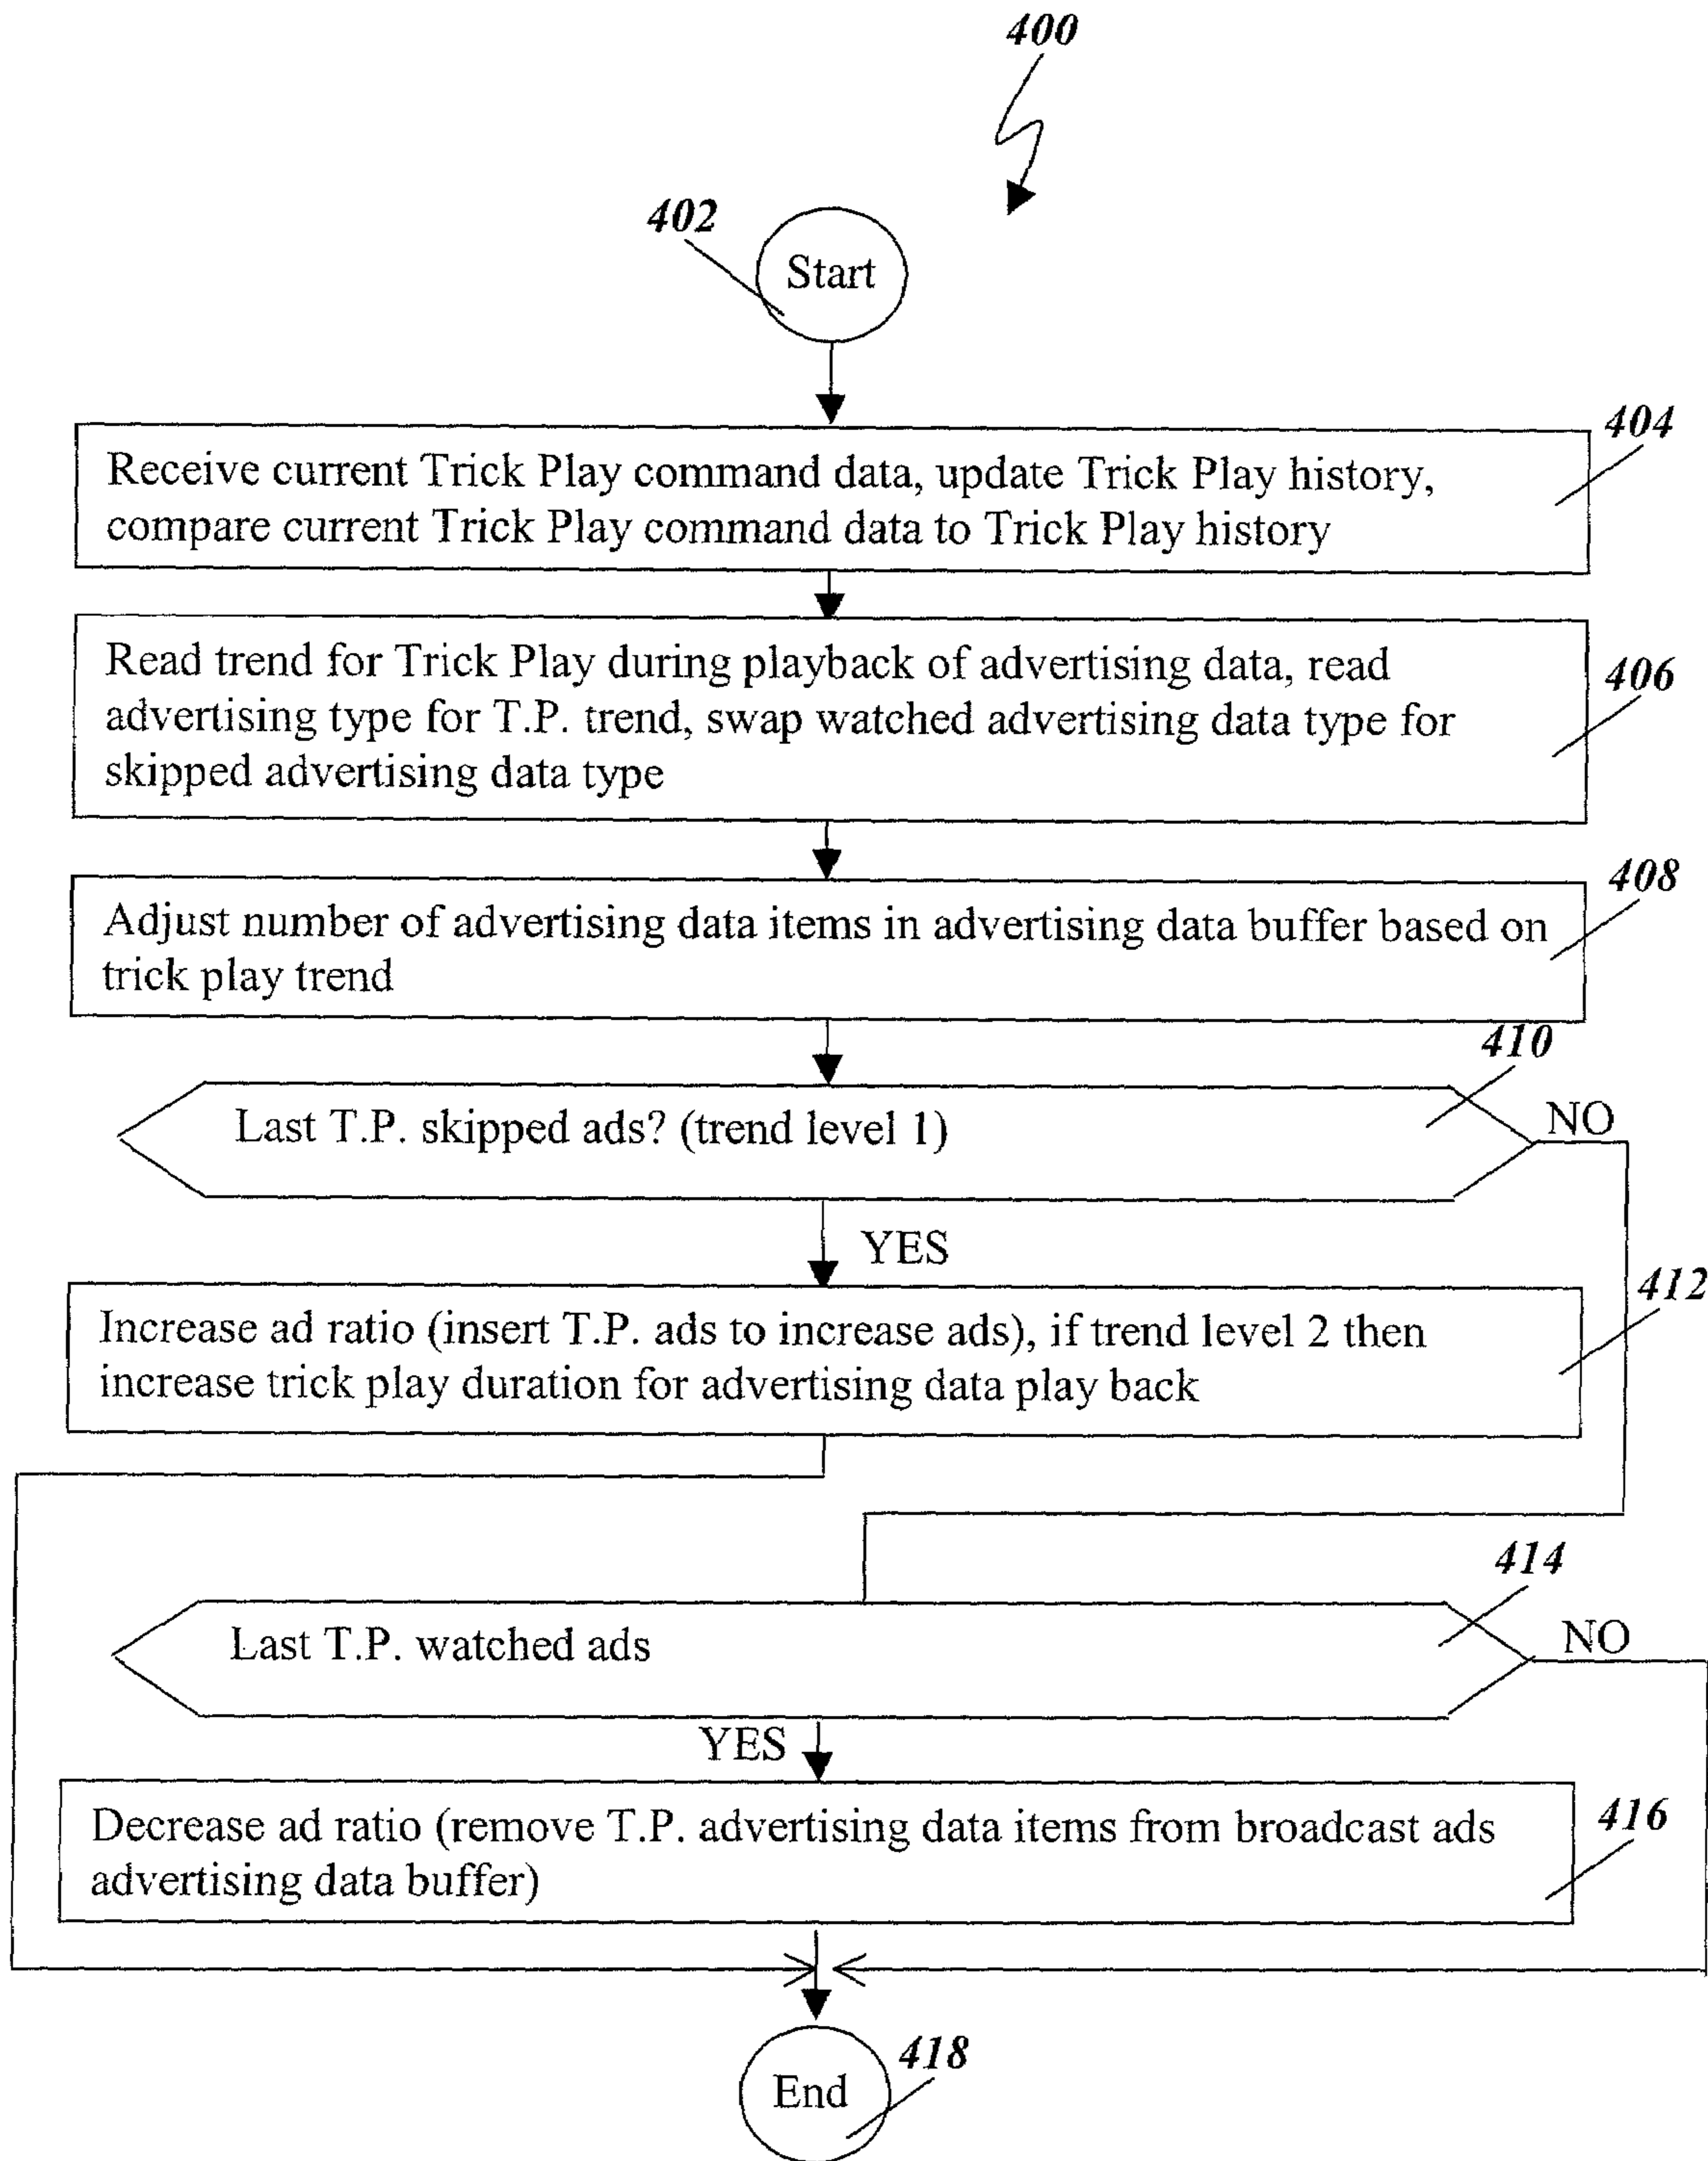 400
402
Start
404
Receive current Trick Play command data, update Trick Play history,
compare current Trick Play command data to Trick Play history
406
Read trend for Trick Play during playback of advertising data, read
advertising type for T.P. trend, swap watched advertising data type for
skipped advertising data type
408
Adjust number of advertising data items in advertising data buffer based on
trick play trend
410
Last T.P. skipped ads? (trend level 1)
NO
YES
412
Increase ad ratio (insert T.P. ads to increase ads), if trend level 2 then
increase trick play duration for advertising data play back
414
Last T.P. watched ads
NO
YES
416
Decrease ad ratio (remove T.P. advertising data items from broadcast ads
advertising data buffer)
End
418